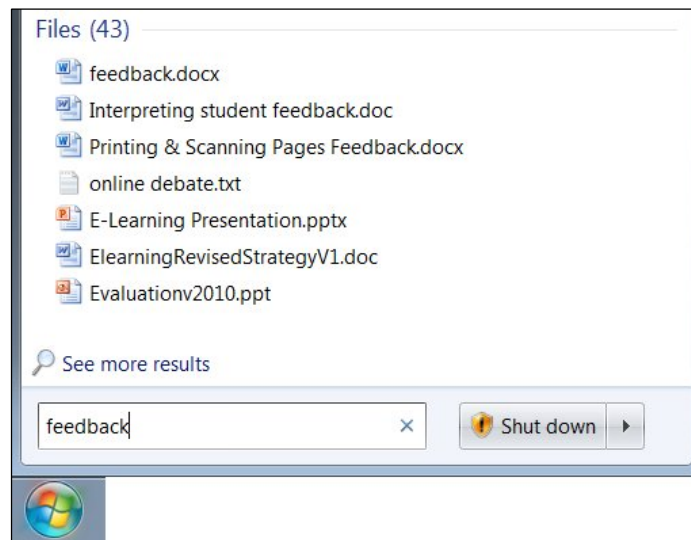 Files (43)
feedback.docx
Interpreting student feedback.doc
Printing & Scanning Pages Feedback.docx
online debate.txt
E-Learning Presentation.pptx
ElearningRevisedStrategyV1.doc
Evaluationv2010.ppt
See more results
feedback
Shut down